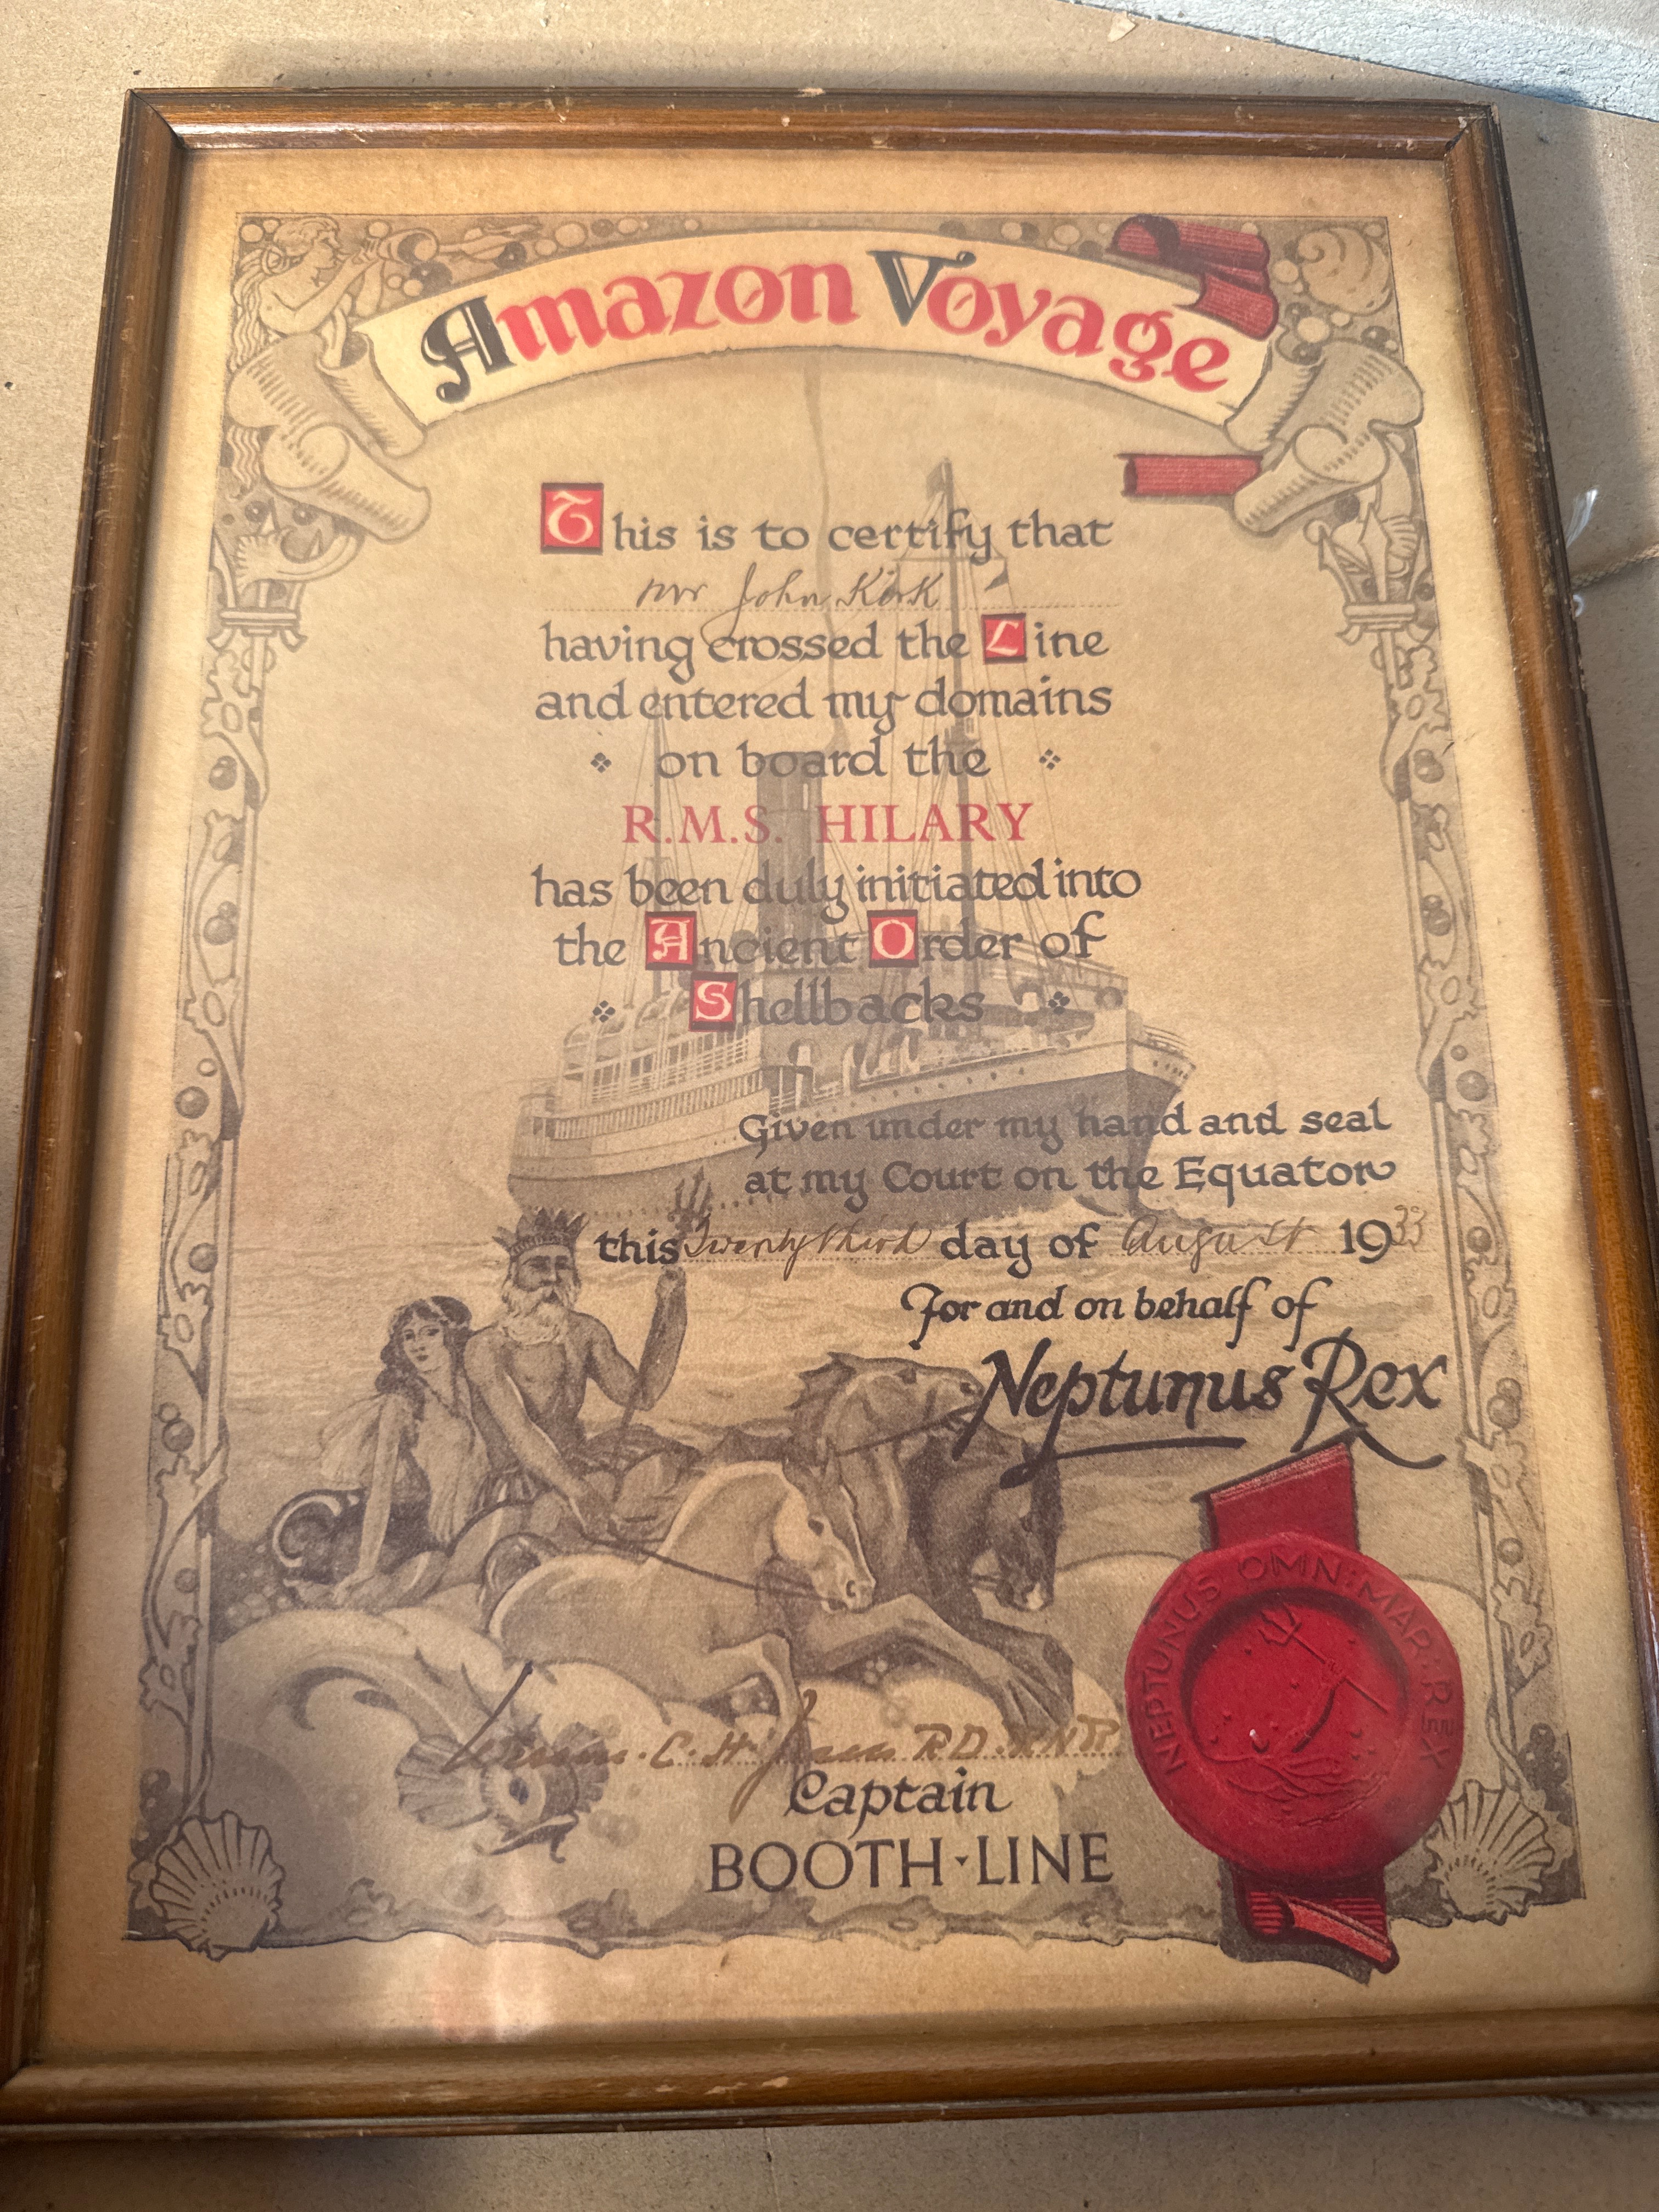 Amazon Voyage
This is to certify that
Mr John Kirk
having crossed the Line
and entered my domains
on board the
R.M.S. HILARY
has been duly initiated into
the Ancient Order of
Shellbacks
Given under my hand and seal
at my Court on the Equator
this Twenty third day of August 1933
For and on behalf of
Neptunus Rex
NEPTUNUS OMNI:MAR:REX
C. H. RD. RNR
Captain
BOOTH-LINE